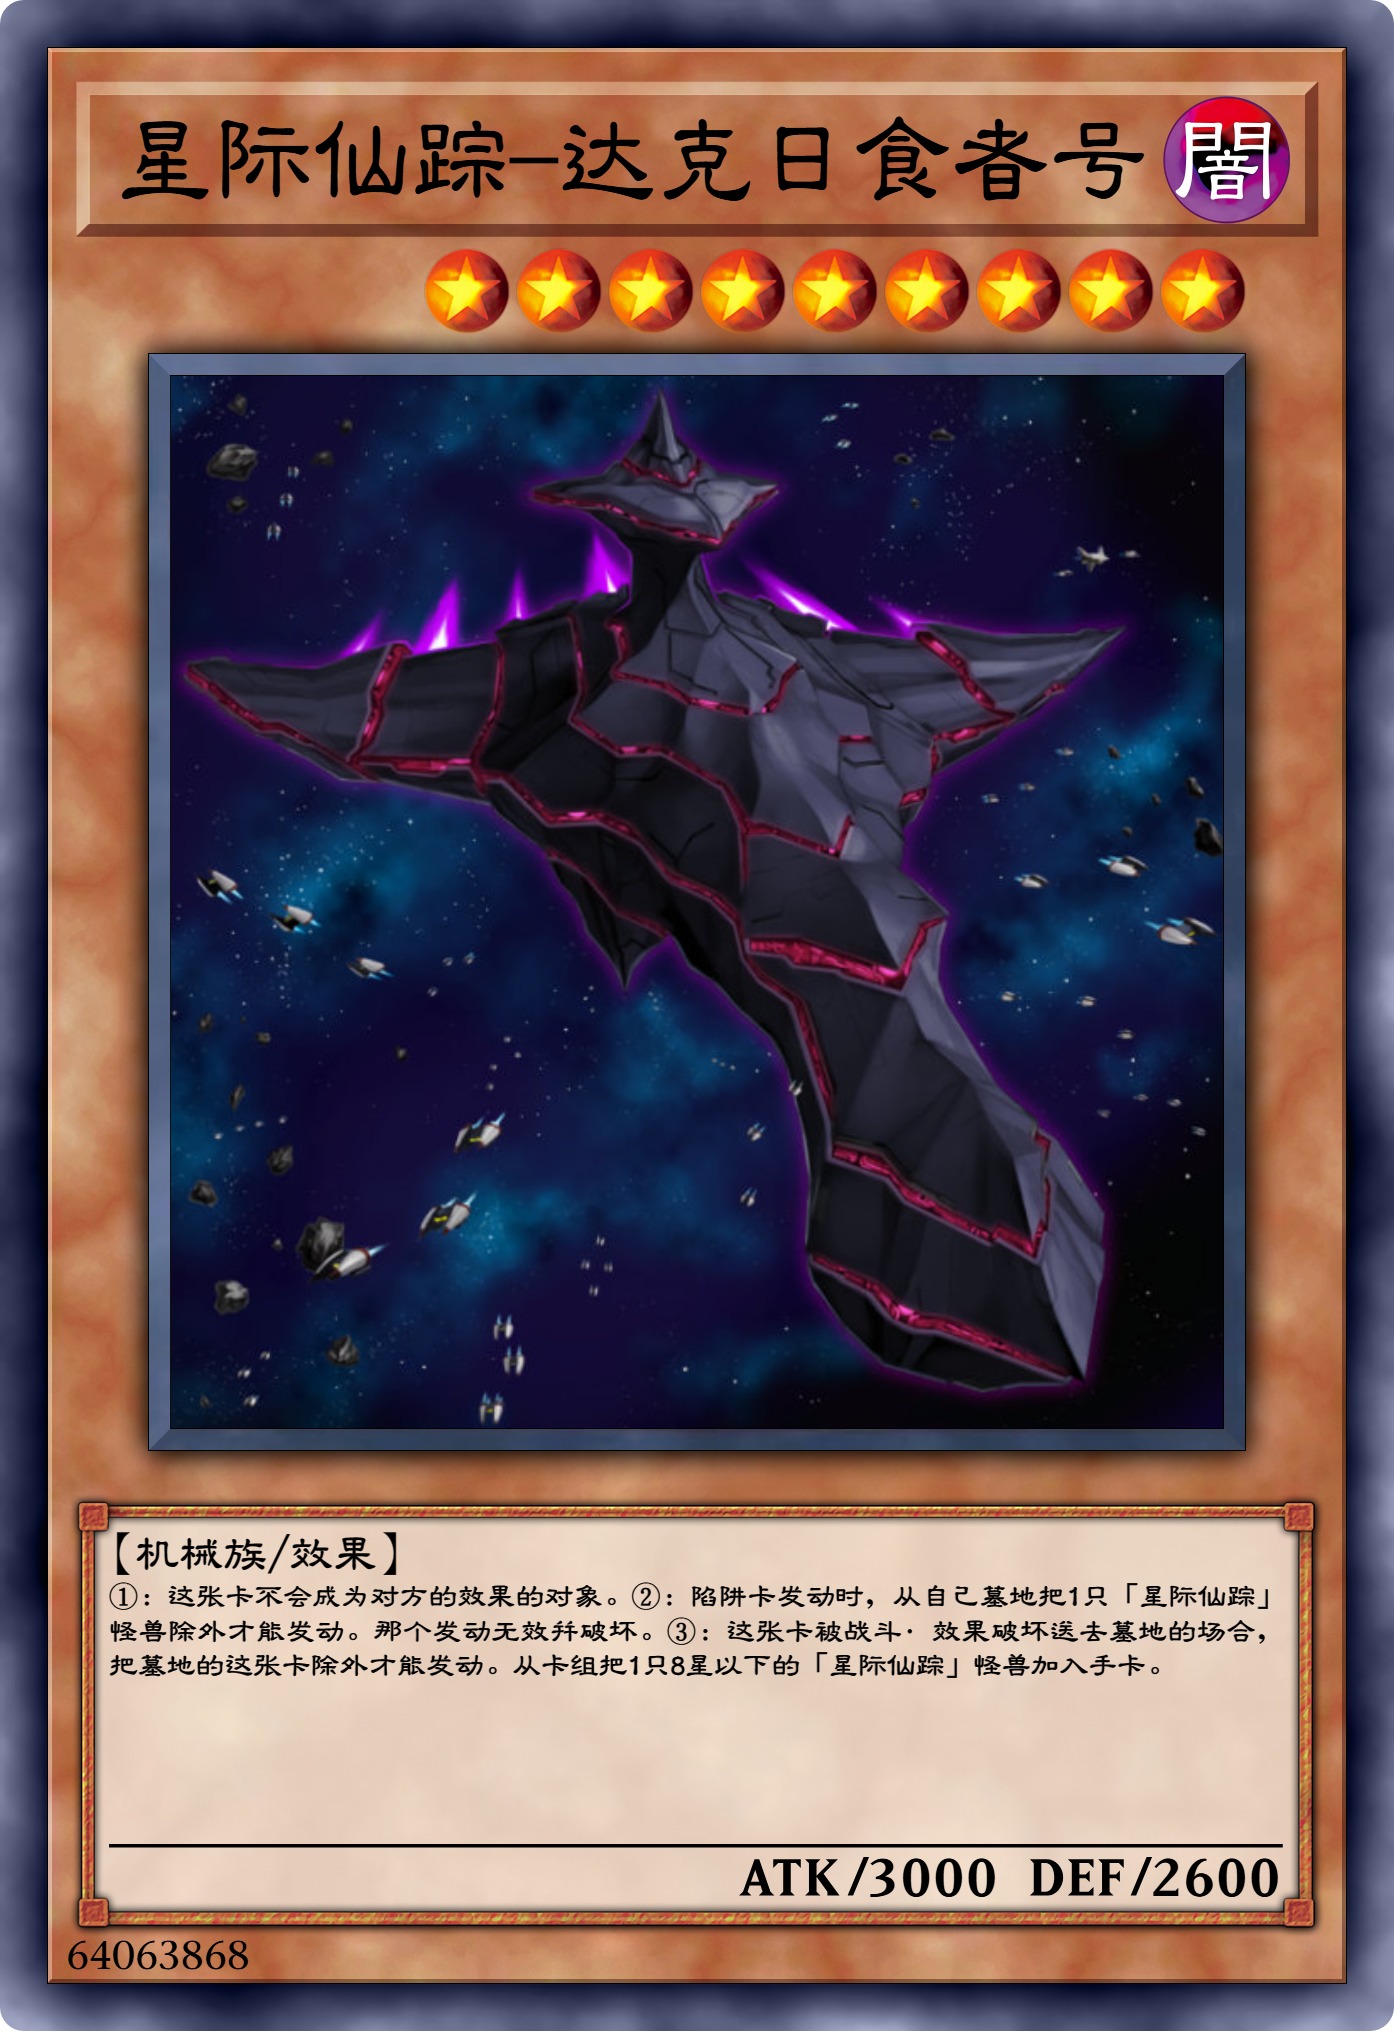 星际仙踪-达克日食者号 闇
【机械族/效果】
①：这张卡不会成为对方的效果的对象。②：陷阱卡发动时，从自己墓地把1只「星际仙踪」
怪兽除外才能发动。那个发动无效并破坏。③：这张卡被战斗·效果破坏送去墓地的场合，
把墓地的这张卡除外才能发动。从卡组把1只8星以下的「星际仙踪」怪兽加入手卡。
ATK/3000 DEF/2600
64063868